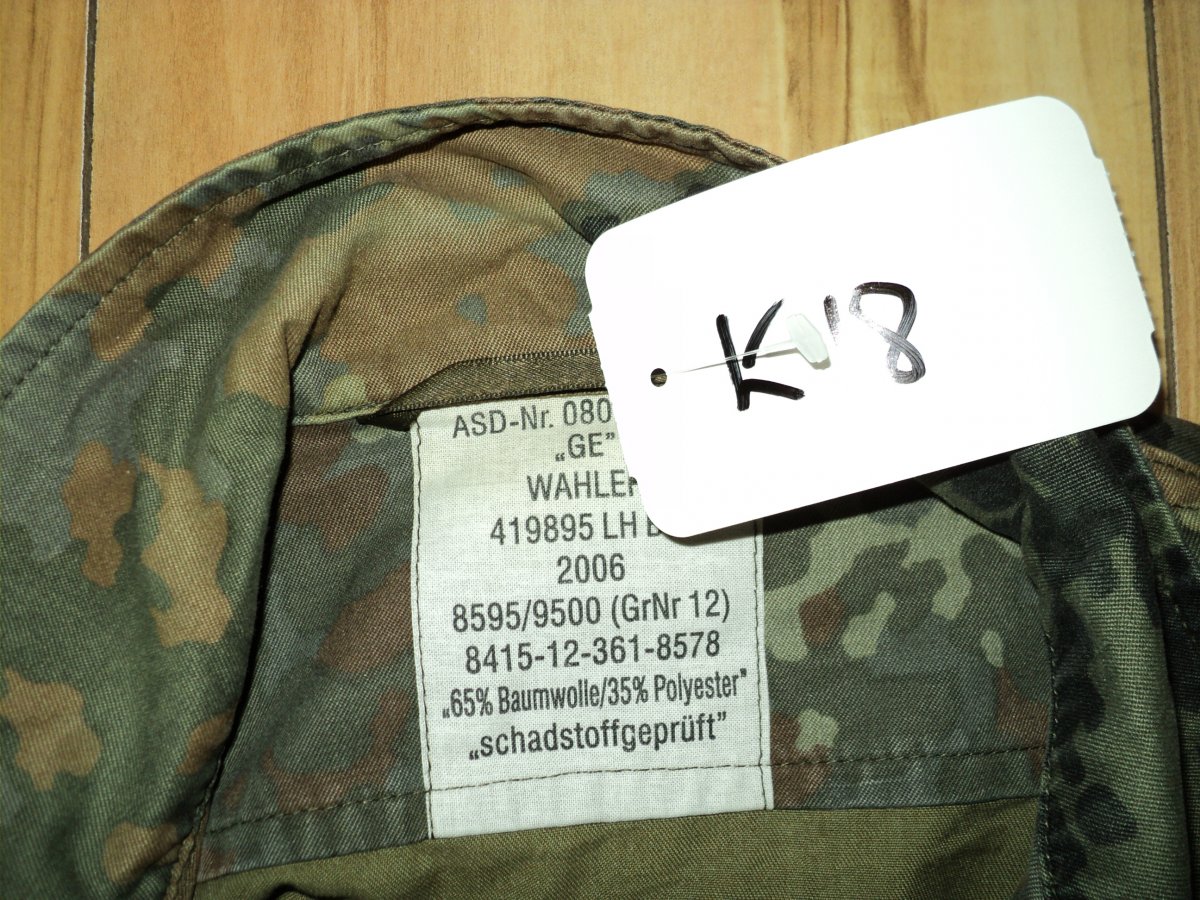 K18
ASD-Nr. 080
„GE”
419895 LH
2006
8595/9500 (GrNr 12)
8415-12-361-8578
„65% Baumwolle/35% Polyester”
„schadstoffgeprüft”